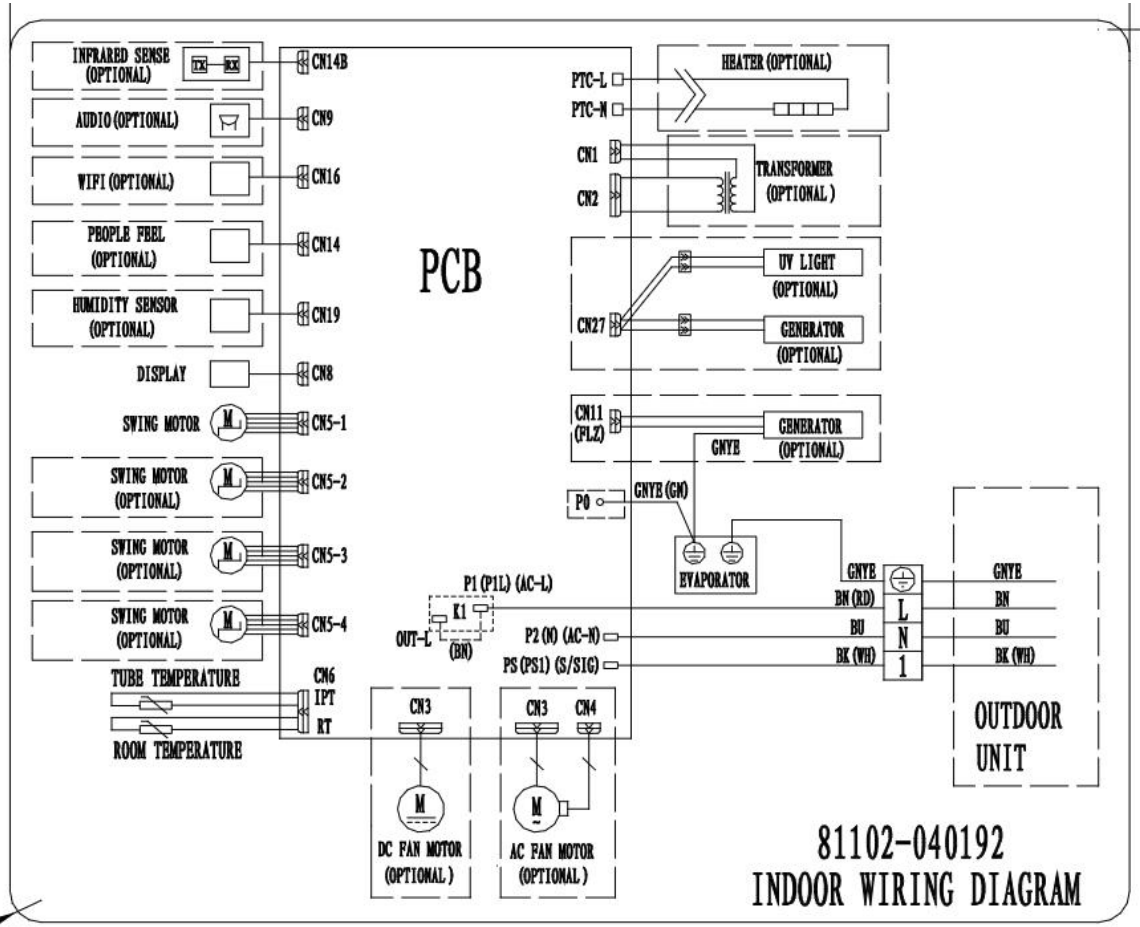 INFRARED SENSE
(OPTIONAL)
TX
RX
CN14B
AUDIO(OPTIONAL)
CN9
WIFI(OPTIONAL)
CN16
PEOPLE FEEL
(OPTIONAL)
CN14
HUMIDITY SENSOR
(OPTIONAL)
CN19
DISPLAY
CN8
SWING MOTOR
M
CN5-1
SWING MOTOR
(OPTIONAL)
M
CN5-2
SWING MOTOR
(OPTIONAL)
M
CN5-3
SWING MOTOR
(OPTIONAL)
M
CN5-4
TUBE TEMPERATURE
CN6
IPT
RT
ROOM TEMPERATURE
PCB
PTC-L
PTC-N
HEATER(OPTIONAL)
CN1
CN2
TRANSFORMER
(OPTIONAL )
CN27
UV LIGHT
(OPTIONAL)
GENERATOR
(OPTIONAL)
CN11
(FLZ)
GENERATOR
(OPTIONAL)
GNYE
P0
GNYE(GN)
EVAPORATOR
P1(P1L)(AC-L)
K1
OUT-L
(BN)
P2(N)(AC-N)
PS(PS1)(S/SIG)
GNYE
BN(RD)
BU
BK(WH)
L
N
1
GNYE
BN
BU
BK(WH)
OUTDOOR
UNIT
CN3
M
DC FAN MOTOR
(OPTIONAL )
CN3
CN4
M
~
AC FAN MOTOR
(OPTIONAL )
81102-040192
INDOOR WIRING DIAGRAM